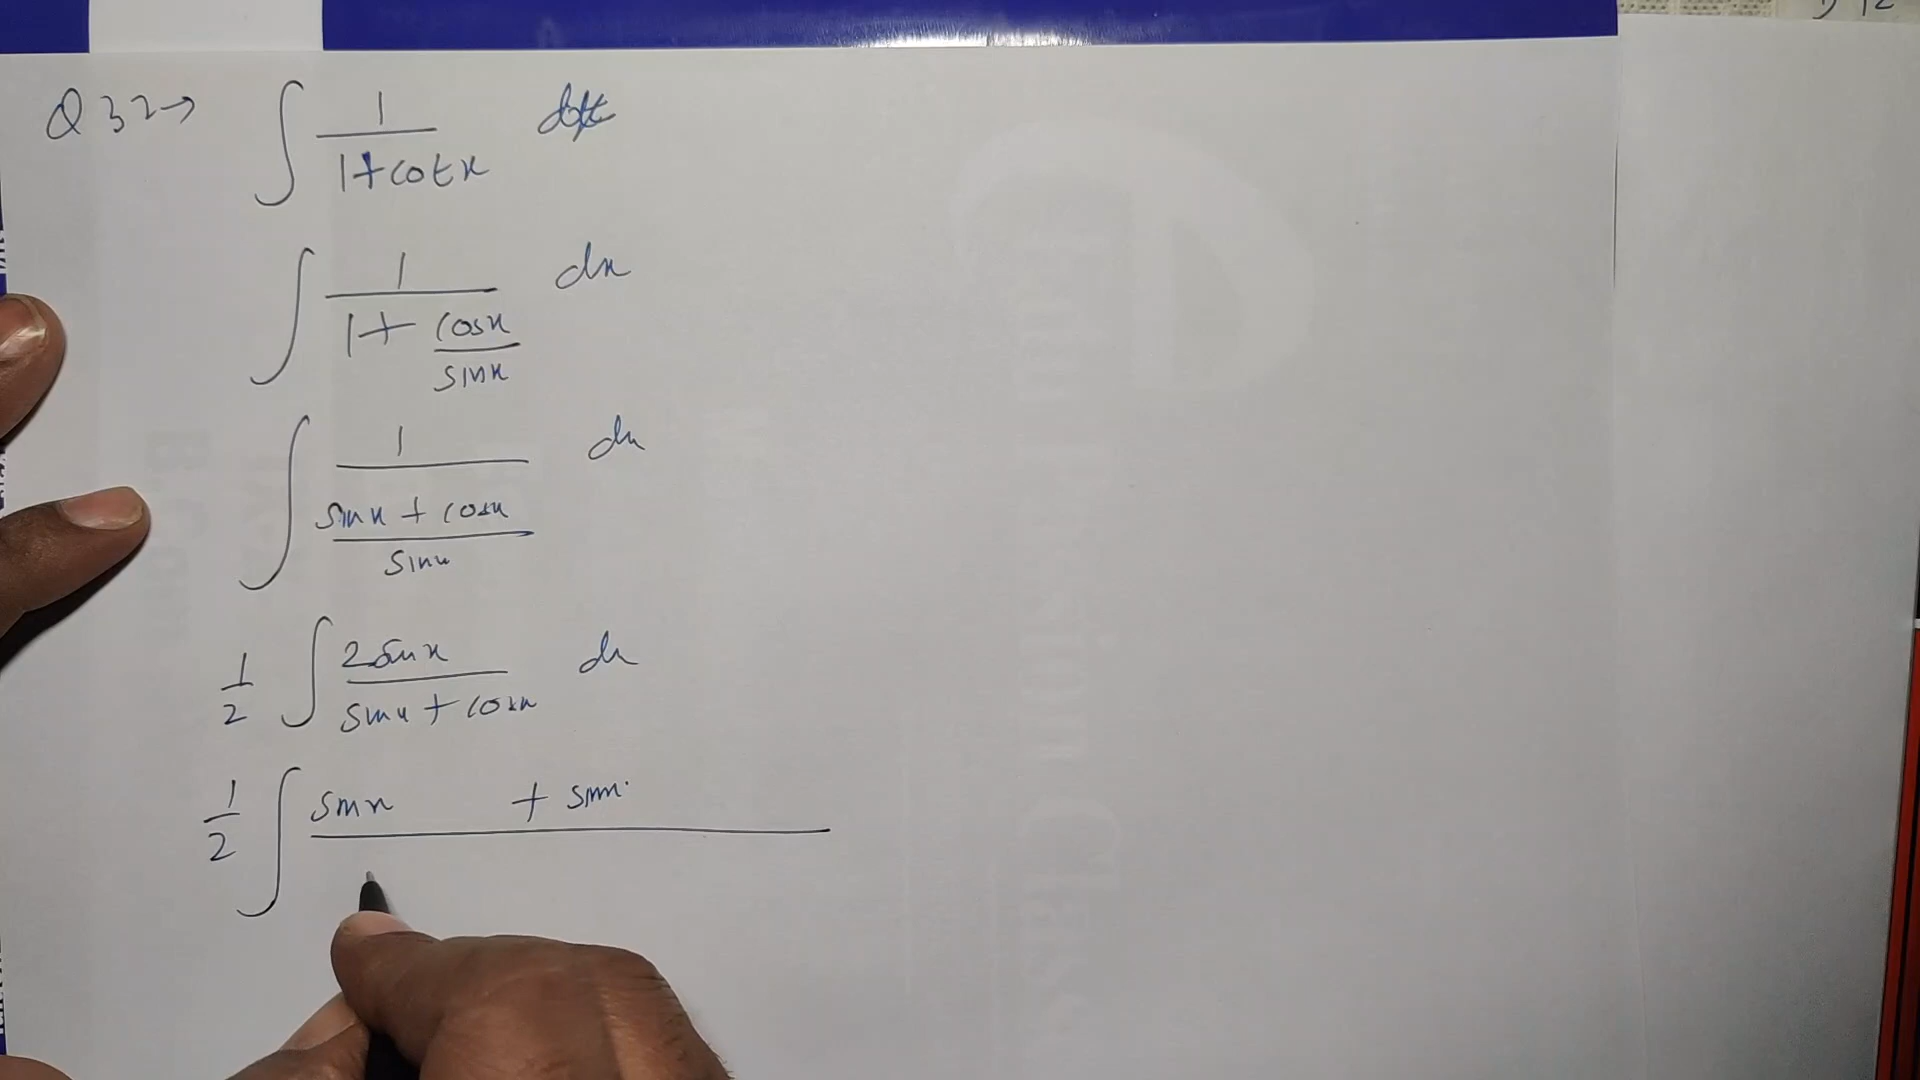 Q 32→ ∫ 1/(1+cotx) dx
∫ 1/(1+ cosx/sinx) dx
∫ 1/((sinx + cosx)/sinx) dx
1/2 ∫ 2sinx/(sinx + cosx) dx
1/2 ∫ sinx + sinx